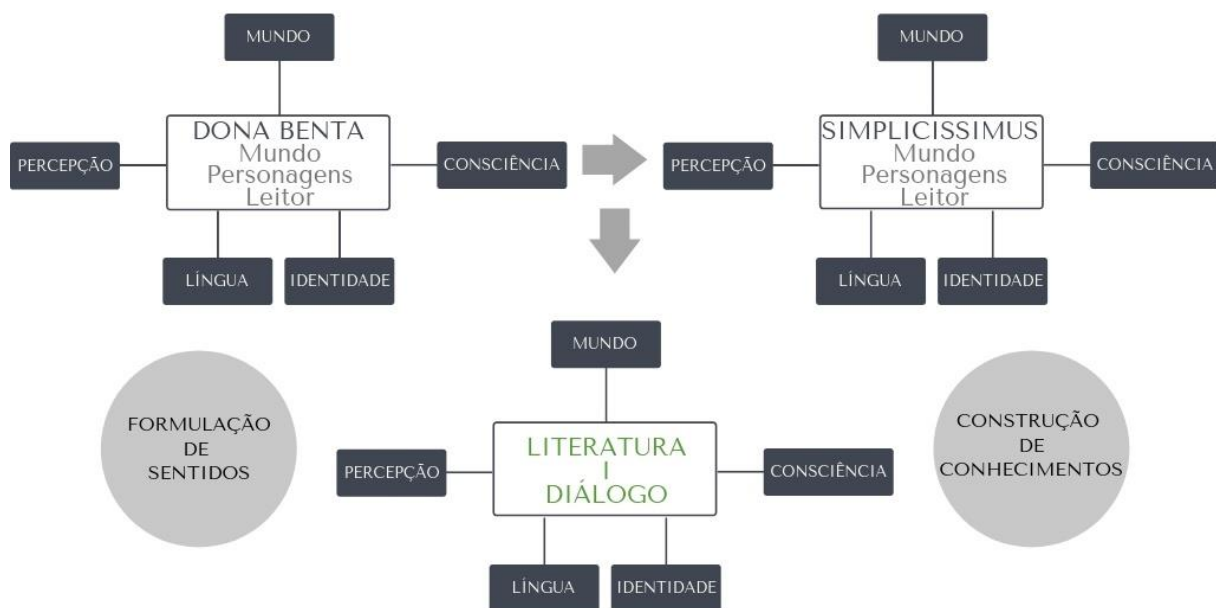 MUNDO
DONA BENTA
Mundo
Personagens
Leitor
PERCEPÇÃO
CONSCIÊNCIA
LÍNGUA
IDENTIDADE
MUNDO
SIMPLICISSIMUS
Mundo
Personagens
Leitor
PERCEPÇÃO
CONSCIÊNCIA
LÍNGUA
IDENTIDADE
FORMULAÇÃO
DE
SENTIDOS
MUNDO
LITERATURA
I
DIÁLOGO
PERCEPÇÃO
CONSCIÊNCIA
LÍNGUA
IDENTIDADE
CONSTRUÇÃO
DE
CONHECIMENTOS